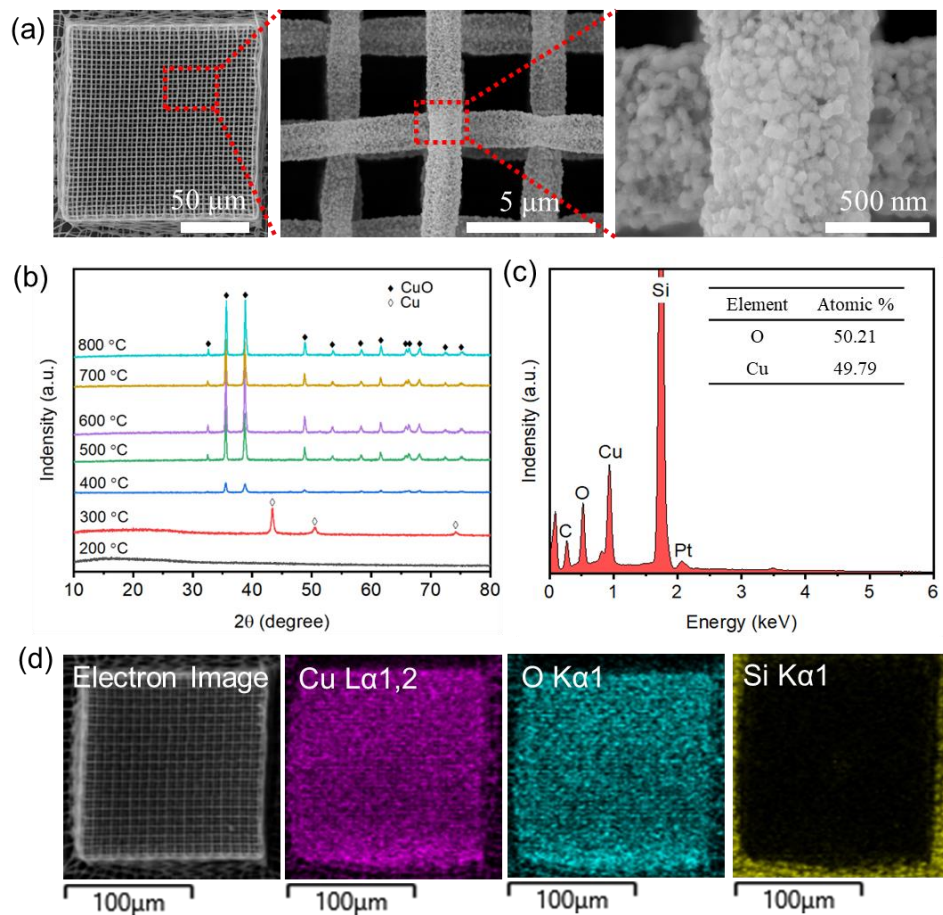 (a)
50 μm
5 μm
500 nm
(b)
Indensity (a.u.)
♦ CuO
◊ Cu
800 °C
700 °C
600 °C
500 °C
400 °C
300 °C
200 °C
10 20 30 40 50 60 70 80
2θ (degree)
(c)
Indensity (a.u.)
Si
Element Atomic %
O 50.21
Cu 49.79
Cu
O
C
Pt
0 1 2 3 4 5 6
Energy (keV)
(d)
Electron Image
Cu Lα1,2
O Kα1
Si Kα1
100μm
100μm
100μm
100μm